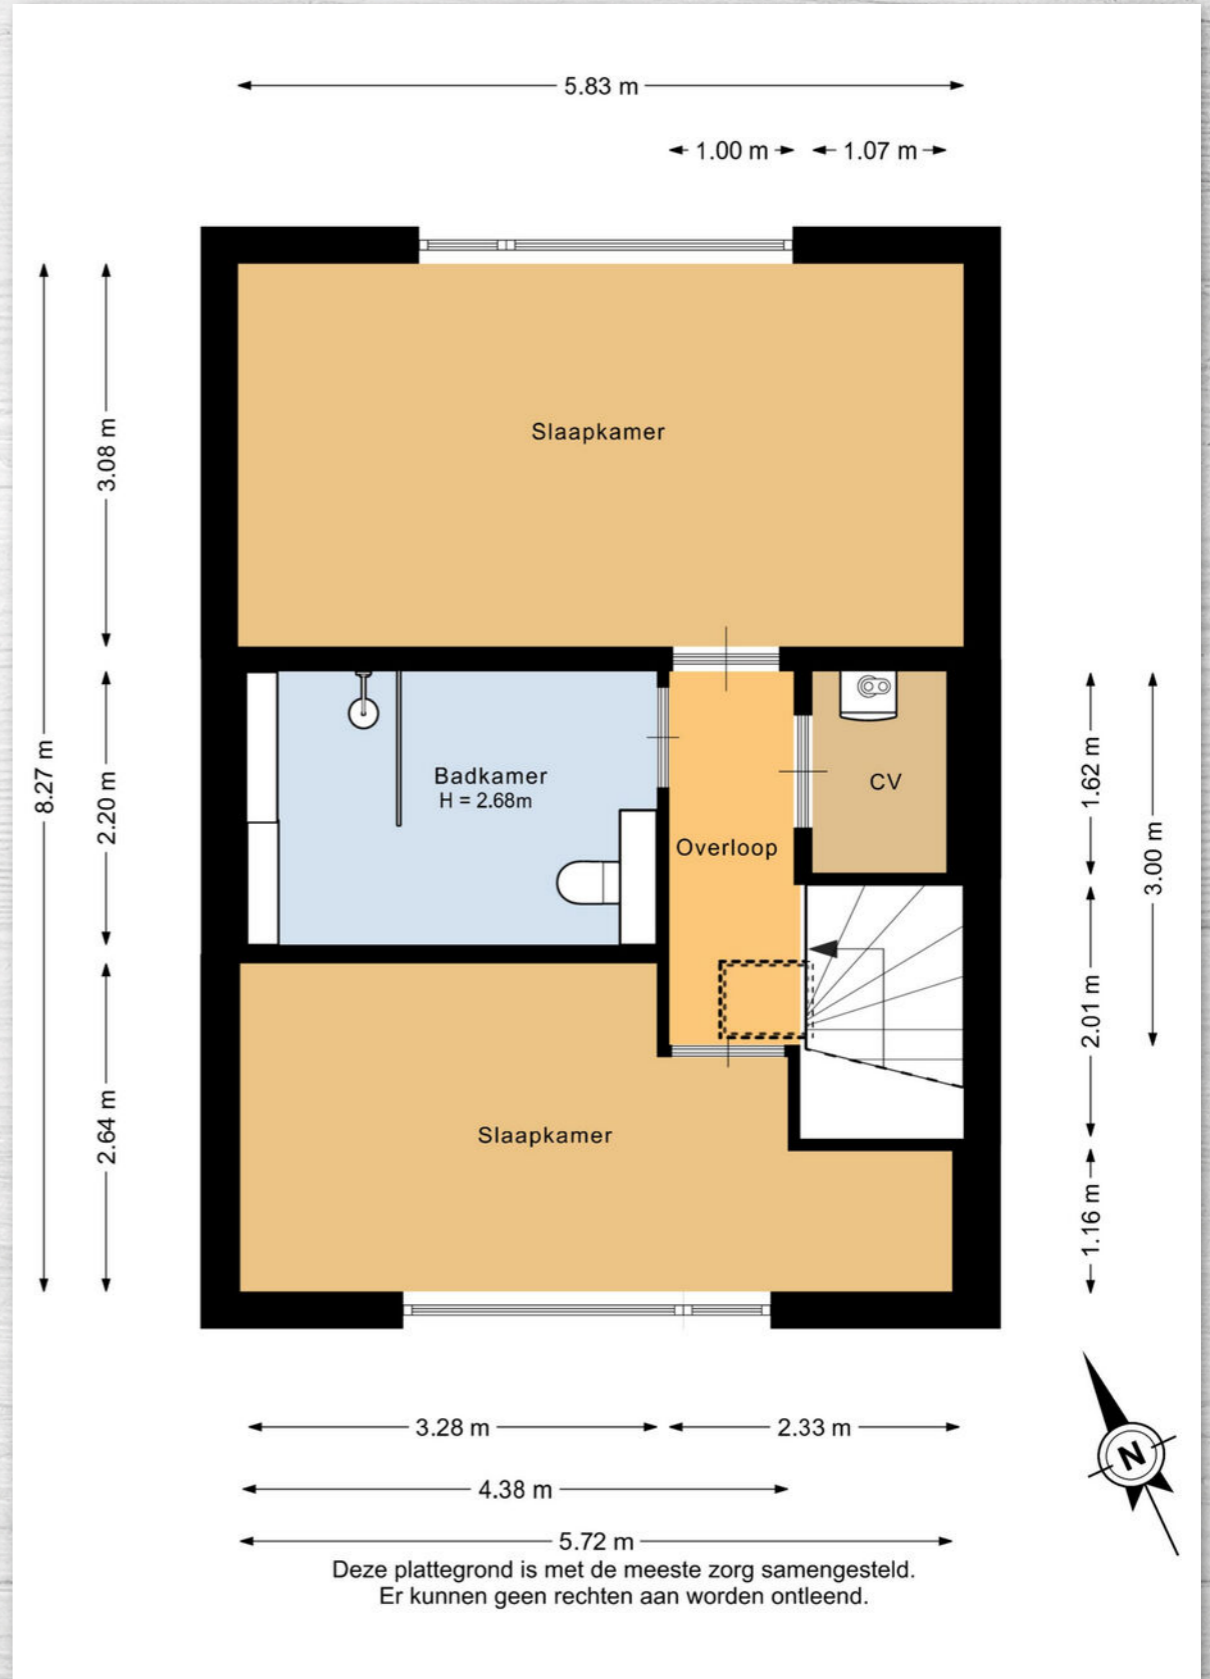 5.83 m
1.00 m
1.07 m
Slaapkamer
3.08 m
8.27 m
2.20 m
Badkamer
H = 2.68m
Overloop
CV
1.62 m
3.00 m
2.01 m
2.64 m
Slaapkamer
1.16 m
3.28 m
2.33 m
4.38 m
5.72 m
N
Deze plattegrond is met de meeste zorg samengesteld.
Er kunnen geen rechten aan worden ontleend.